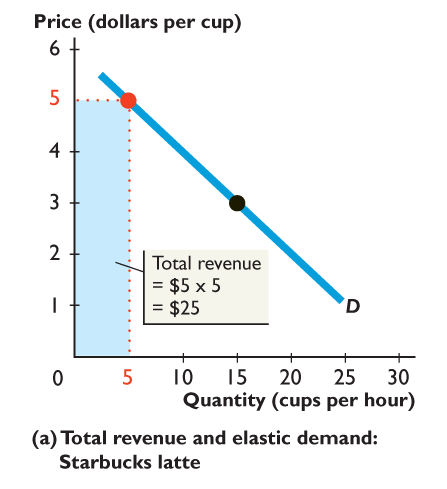 Price (dollars per cup)
6
5
4
3
2
1
Total revenue
= $5 x 5
= $25
D
0 5 10 15 20 25 30
Quantity (cups per hour)
(a) Total revenue and elastic demand:
Starbucks latte